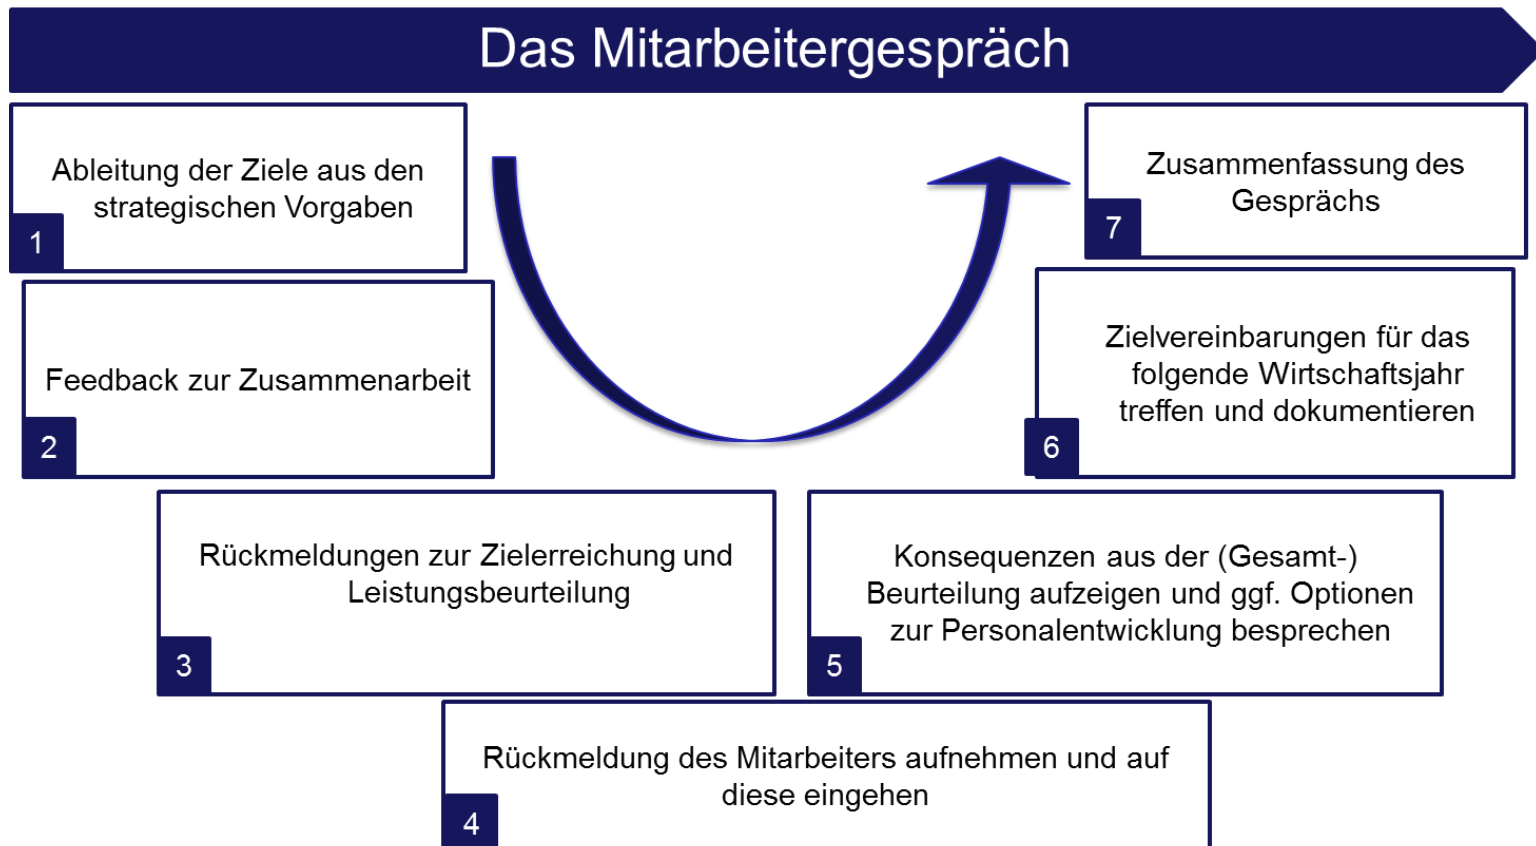 Das Mitarbeitergespräch
Ableitung der Ziele aus den
strategischen Vorgaben
1
Feedback zur Zusammenarbeit
2
Rückmeldungen zur Zielerreichung und
Leistungsbeurteilung
3
Rückmeldung des Mitarbeiters aufnehmen und auf
diese eingehen
4
Konsequenzen aus der (Gesamt-)
Beurteilung aufzeigen und ggf. Optionen
zur Personalentwicklung besprechen
5
Zielvereinbarungen für das
folgende Wirtschaftsjahr
treffen und dokumentieren
6
Zusammenfassung des
Gesprächs
7